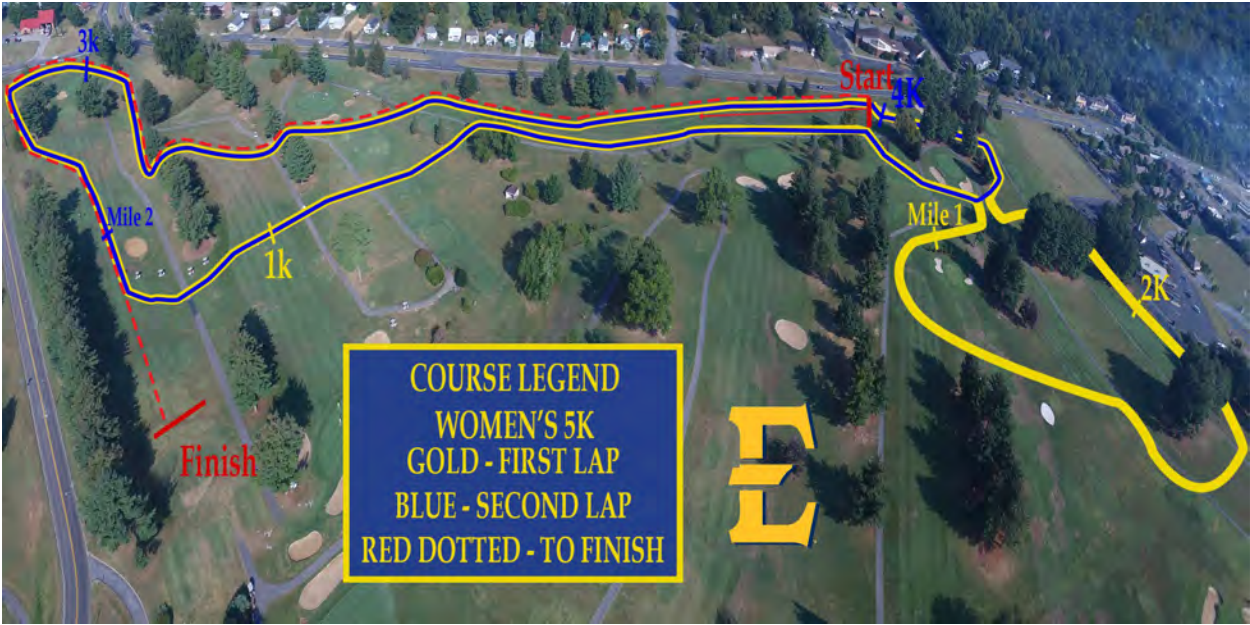 3k
Start
4K
Mile 2
1k
Mile 1
2K
Finish
COURSE LEGEND
WOMEN'S 5K
GOLD - FIRST LAP
BLUE - SECOND LAP
RED DOTTED - TO FINISH
E